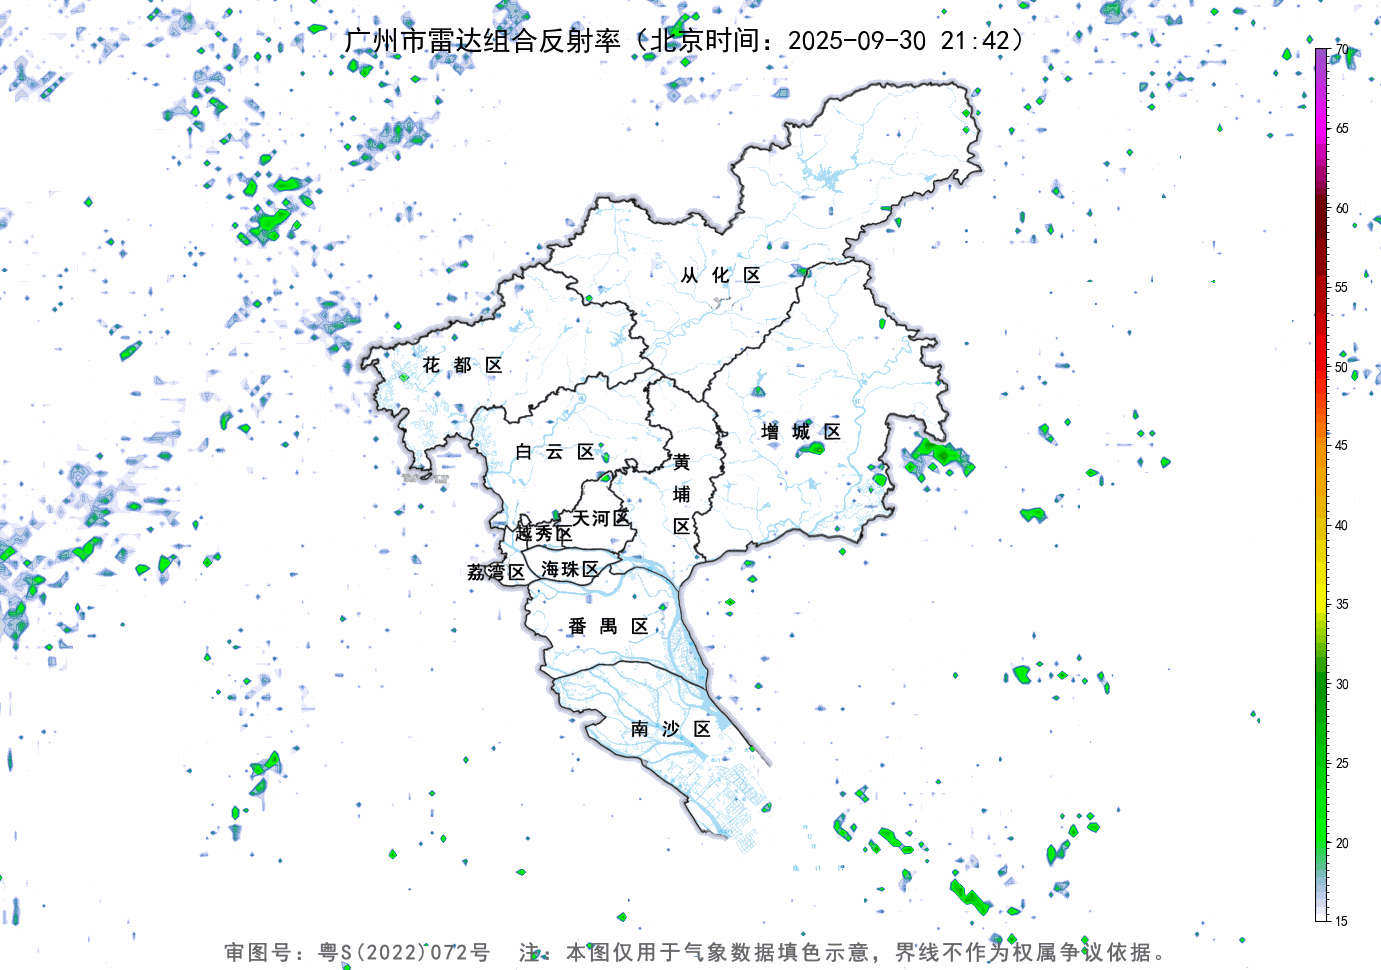 广州市雷达组合反射率（北京时间：2025-09-30 21:42）
70
65
60
55
50
45
40
35
30
25
20
15
从化区
花都区
增城区
白云区
黄埔区
天河区
越秀区
荔湾区
海珠区
番禺区
南沙区
审图号：粤S(2022)072号 注：本图仅用于气象数据填色示意，界线不作为权属争议依据。